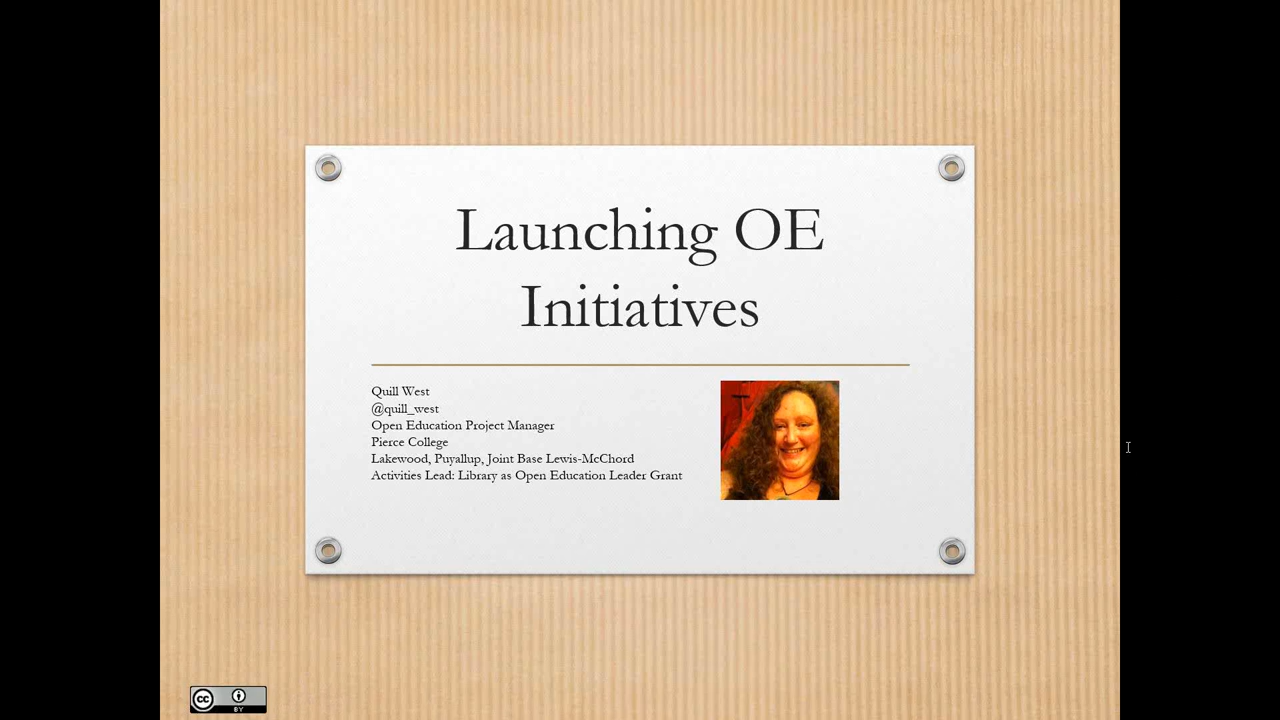 Launching OE
Initiatives
Quill West
@quill_west
Open Education Project Manager
Pierce College
Lakewood, Puyallup, Joint Base Lewis-McChord
Activities Lead: Library as Open Education Leader Grant
cc
BY